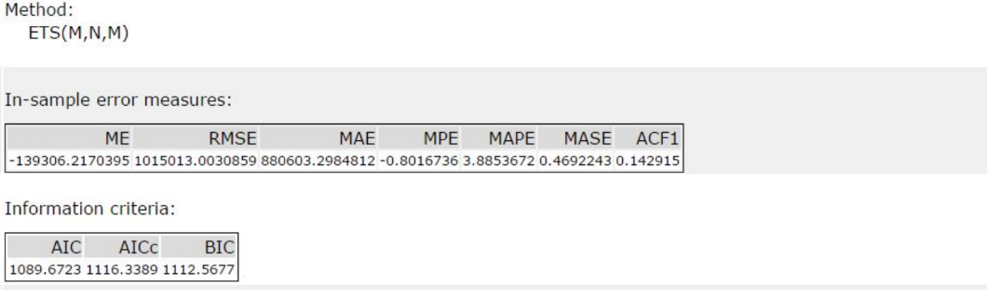 Method:
ETS(M,N,M)
In-sample error measures:
ME RMSE MAE MPE MAPE MASE ACF1
-139306.2170395 1015013.0030859 880603.2984812 -0.8016736 3.8853672 0.4692243 0.142915
Information criteria:
AIC AICc BIC
1089.6723 1116.3389 1112.5677